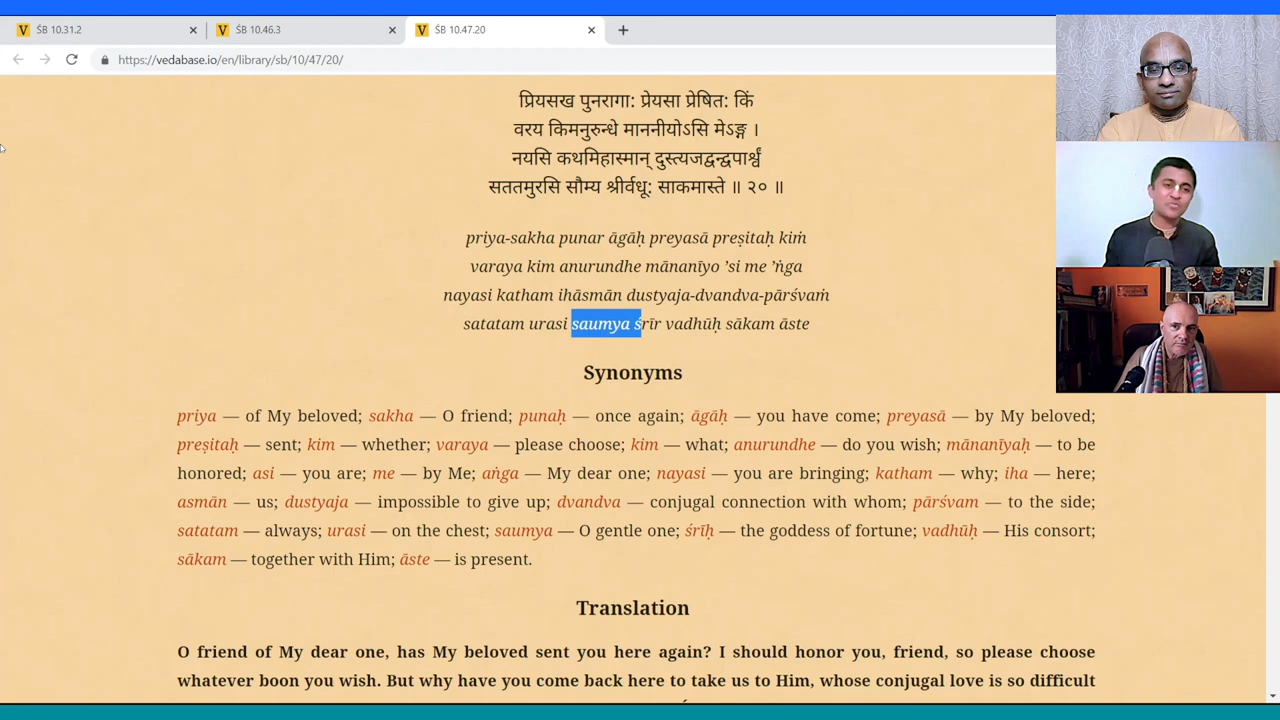 ŚB 10.31.2
ŚB 10.46.3
ŚB 10.47.20
https://vedabase.io/en/library/sb/10/47/20/
प्रियसख पुनरागा: प्रेयसा प्रेषित: किं
वरय किमनुरुन्धे माननीयोऽसि मेऽङ्ग ।
नयसि कथमिहास्मान् दुस्त्यजद्वन्द्वपार्श्वं
सततमुरसि सौम्य श्रीर्वधू: साकमास्ते ॥ २० ॥
priya-sakha punar āgāḥ preyasā preṣitaḥ kiṁ
varaya kim anurundhe mānanīyo ’si me ’ṅga
nayasi katham ihāsmān dustyaja-dvandva-pārśvaṁ
satatam urasi saumya śrīr vadhūḥ sākam āste
Synonyms
priya — of My beloved; sakha — O friend; punaḥ — once again; āgāḥ — you have come; preyasā — by My beloved;
preṣitaḥ — sent; kim — whether; varaya — please choose; kim — what; anurundhe — do you wish; mānanīyaḥ — to be
honored; asi — you are; me — by Me; aṅga — My dear one; nayasi — you are bringing; katham — why; iha — here;
asmān — us; dustyaja — impossible to give up; dvandva — conjugal connection with whom; pārśvam — to the side;
satatam — always; urasi — on the chest; saumya — O gentle one; śrīḥ — the goddess of fortune; vadhūḥ — His consort;
sākam — together with Him; āste — is present.
Translation
O friend of My dear one, has My beloved sent you here again? I should honor you, friend, so please choose
whatever boon you wish. But why have you come back here to take us to Him, whose conjugal love is so difficult